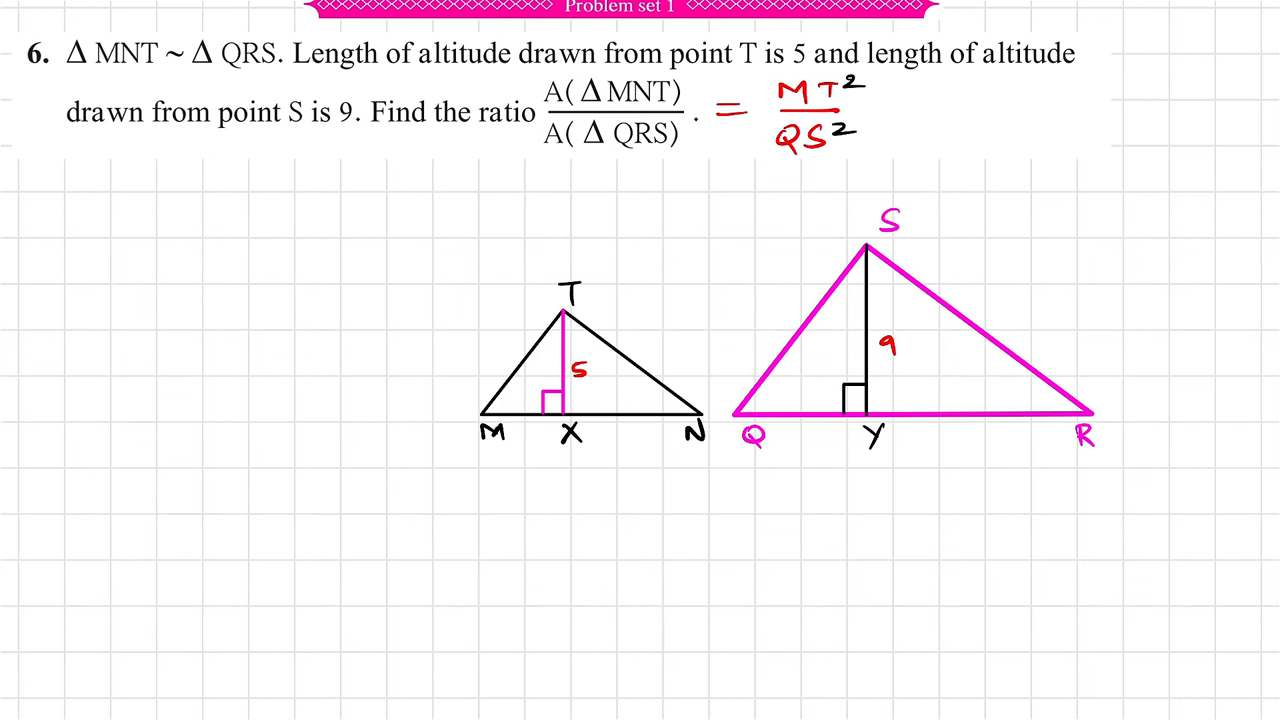 Problem set 1
6. Δ MNT ~ Δ QRS. Length of altitude drawn from point T is 5 and length of altitude
drawn from point S is 9. Find the ratio A( Δ MNT) / A( Δ QRS) . = MT² / QS²
S
T
5
9
M X N Q Y R